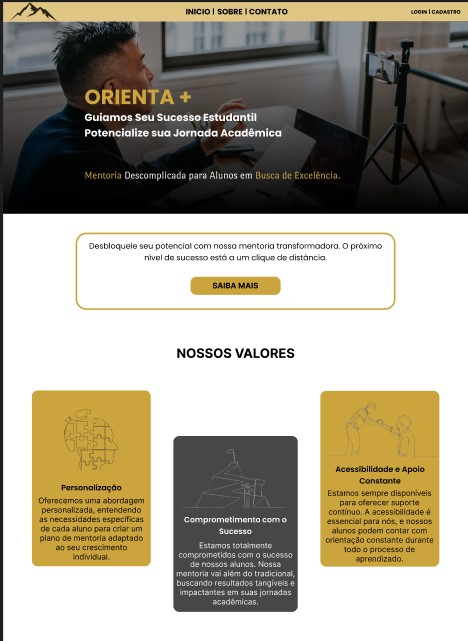 INICIO | SOBRE | CONTATO
LOGIN | CADASTRO
ORIENTA +
Guiamos Seu Sucesso Estudantil
Potencialize sua Jornada Acadêmica
Mentoria Descomplicada para Alunos em Busca de Excelência.
Desbloqueie seu potencial com nossa mentoria transformadora. O próximo
nível de sucesso está a um clique de distância.
SAIBA MAIS
NOSSOS VALORES
Personalização
Oferecemos uma abordagem
personalizada, entendendo
as necessidades específicas
de cada aluno para criar um
plano de mentoria adaptado
ao seu crescimento
individual.
Comprometimento com o
Sucesso
Estamos totalmente
comprometidos com o sucesso
de nossos alunos. Nossa
mentoria vai além do tradicional,
buscando resultados tangíveis e
impactantes em suas jornadas
acadêmicas.
Acessibilidade e Apoio
Constante
Estamos sempre disponíveis
para oferecer suporte
contínuo. A acessibilidade é
essencial para nós, e nossos
alunos podem contar com
orientação constante durante
todo o processo de
aprendizado.